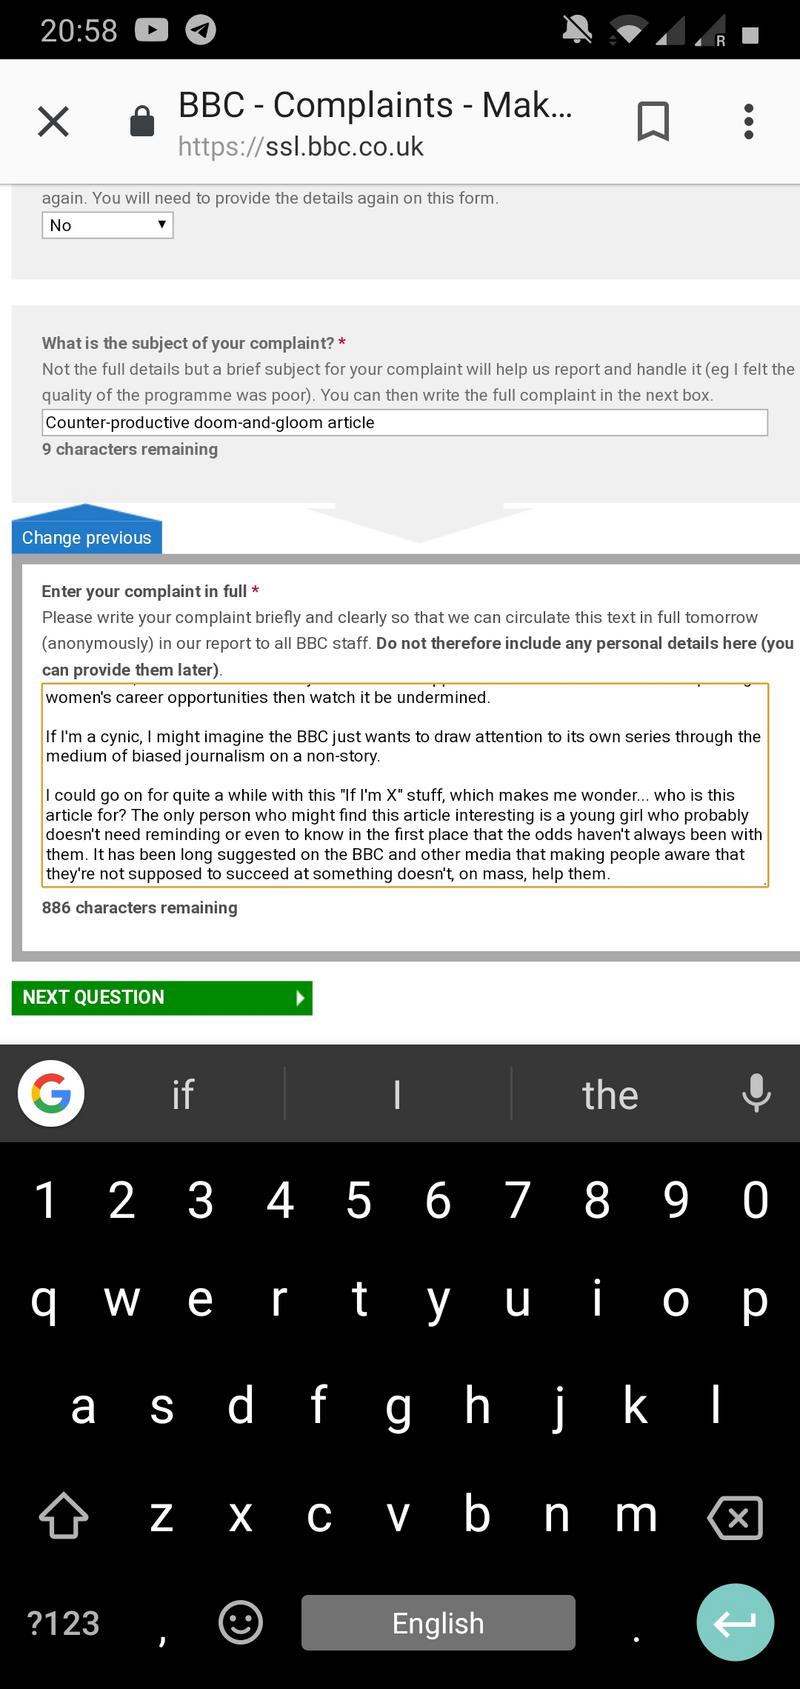 20:58
R
BBC - Complaints - Mak...
https://ssl.bbc.co.uk
again. You will need to provide the details again on this form.
No
What is the subject of your complaint? *
Not the full details but a brief subject for your complaint will help us report and handle it (eg I felt the
quality of the programme was poor). You can then write the full complaint in the next box.
Counter-productive doom-and-gloom article
9 characters remaining
Change previous
Enter your complaint in full *
Please write your complaint briefly and clearly so that we can circulate this text in full tomorrow
(anonymously) in our report to all BBC staff. Do not therefore include any personal details here (you
can provide them later).
women's career opportunities then watch it be undermined.
If I'm a cynic, I might imagine the BBC just wants to draw attention to its own series through the
medium of biased journalism on a non-story.
I could go on for quite a while with this "If I'm X" stuff, which makes me wonder... who is this
article for? The only person who might find this article interesting is a young girl who probably
doesn't need reminding or even to know in the first place that the odds haven't always been with
them. It has been long suggested on the BBC and other media that making people aware that
they're not supposed to succeed at something doesn't, on mass, help them.
886 characters remaining
NEXT QUESTION
G if I the
1 2 3 4 5 6 7 8 9 0
q w e r t y u i o p
a s d f g h j k l
z x c v b n m
?123 , English .